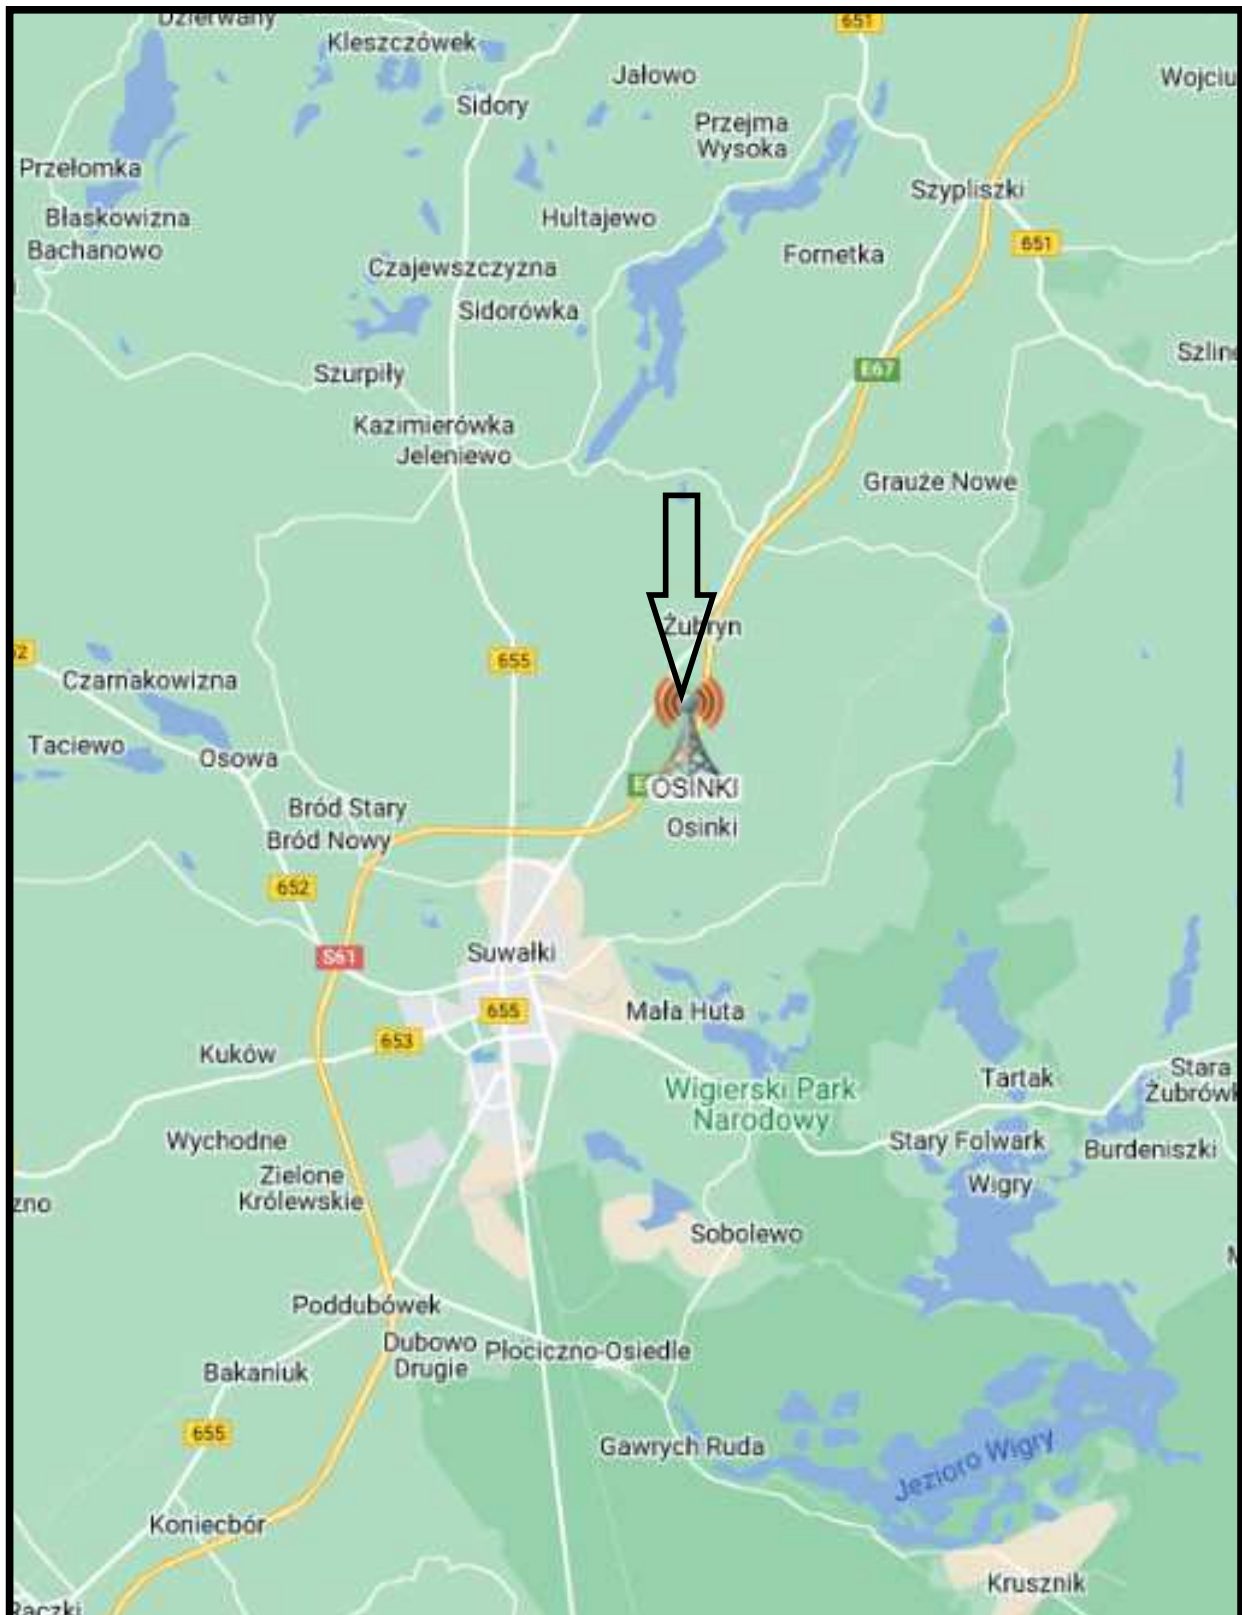 Dzierwany
651
Kleszczówek
Jałowo
Sidory
Przejma
Wysoka
Przełomka
Szypliszki
Błaskowizna
Hultajewo
651
Bachanowo
Fornetka
Czajewszczyzna
Sidorówka
Szurpiły
E67
Kazimierówka
Jeleniewo
Grauże Nowe
Żubryn
655
Czarnakowizna
Taciewo
Osowa
OSINKI
Bród Stary
Osinki
Bród Nowy
652
Suwałki
S61
655
Mała Huta
653
Kuków
Stara
Tartak
Wigierski Park
Narodowy
Wychodne
Stary Folwark
Burdeniszki
Zielone
Królewskie
Wigry
Sobolewo
Poddubówek
Dubowo
Drugie
Płociczno-Osiedle
Bakaniuk
655
Gawrych Ruda
Jezioro Wigry
Koniecbór
Krusznik
Raczki